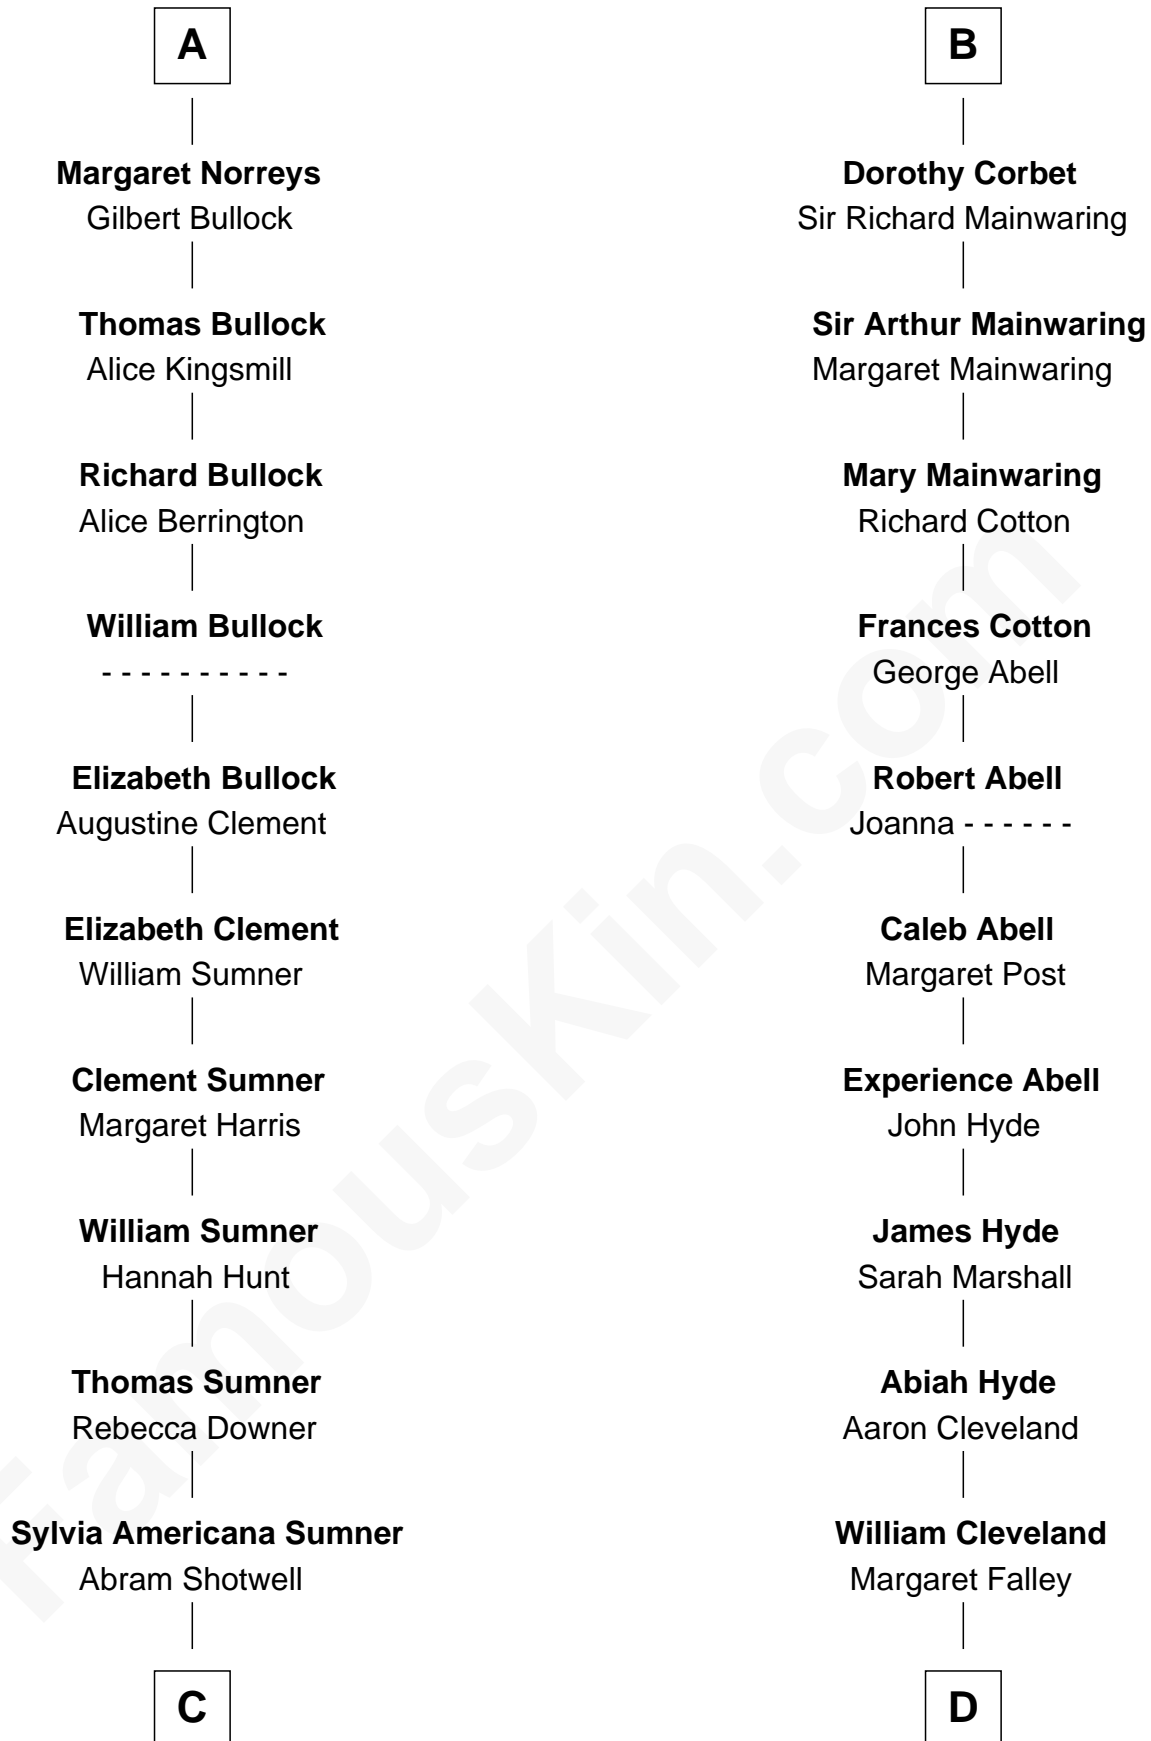 A
Margaret Norreys
Gilbert Bullock
Thomas Bullock
Alice Kingsmill
Richard Bullock
Alice Berrington
William Bullock
- - - - - - - - - -
Elizabeth Bullock
Augustine Clement
Elizabeth Clement
William Sumner
Clement Sumner
Margaret Harris
William Sumner
Hannah Hunt
Thomas Sumner
Rebecca Downer
Sylvia Americana Sumner
Abram Shotwell
C
B
Dorothy Corbet
Sir Richard Mainwaring
Sir Arthur Mainwaring
Margaret Mainwaring
Mary Mainwaring
Richard Cotton
Frances Cotton
George Abell
Robert Abell
Joanna - - - - - -
Caleb Abell
Margaret Post
Experience Abell
John Hyde
James Hyde
Sarah Marshall
Abiah Hyde
Aaron Cleveland
William Cleveland
Margaret Falley
D
FamousKin.com